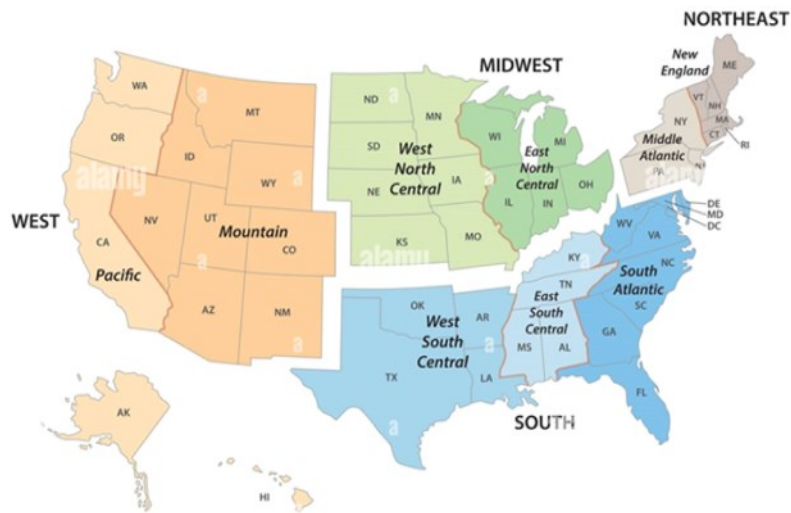 NORTHEAST
New
England
ME
VT
NH
MA
CT
RI
NY
Middle
Atlantic
PA
NJ
MIDWEST
ND
MN
SD
West
North
Central
NE
IA
KS
MO
WI
MI
East
North
Central
IL
IN
OH
WEST
WA
OR
MT
ID
WY
NV
UT
Mountain
CO
CA
Pacific
AZ
NM
AK
HI
DE
MD
DC
WV
VA
KY
NC
TN
South
Atlantic
SC
East
South
Central
MS
AL
GA
FL
OK
AR
West
South
Central
TX
LA
SOUTH
alamy
alamy
alamy
a
a
a
a
a
a
a
a
a